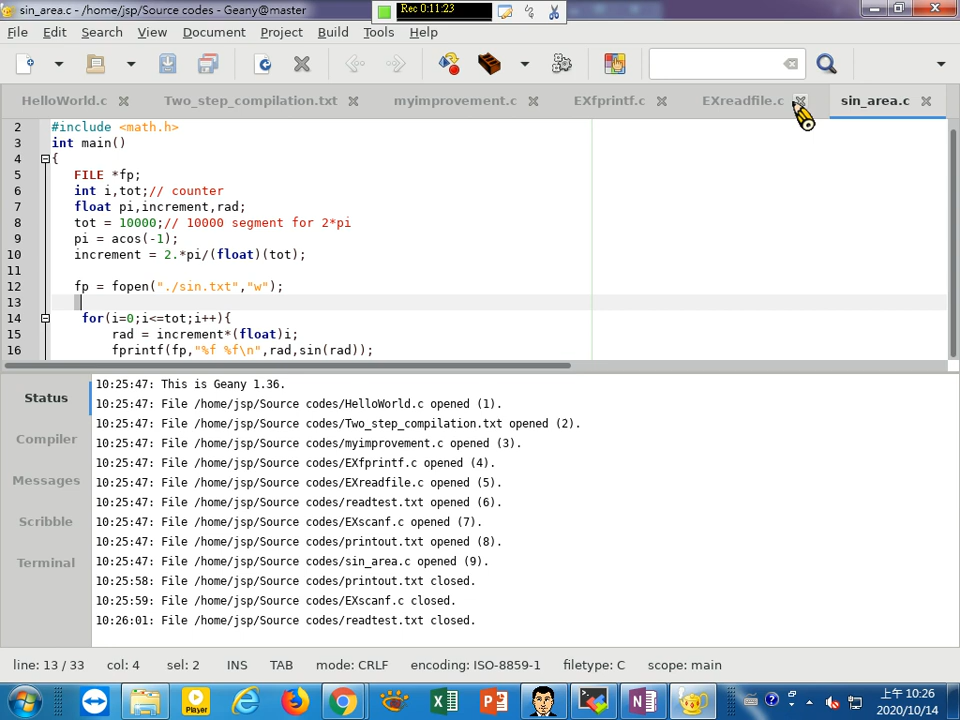 sin_area.c - /home/jsp/Source codes - Geany@master
Rec 0:11:23
File Edit Search View Document Project Build Tools Help
HelloWorld.c Two_step_compilation.txt myimprovement.c EXfprintf.c EXreadfile.c sin_area.c
2 #include <math.h>
3 int main()
4 {
5 FILE *fp;
6 int i,tot;// counter
7 float pi,increment,rad;
8 tot = 10000;// 10000 segment for 2*pi
9 pi = acos(-1);
10 increment = 2.*pi/(float)(tot);
11
12 fp = fopen("./sin.txt","w");
13
14 for(i=0;i<=tot;i++){
15 rad = increment*(float)i;
16 fprintf(fp,"%f %f\n",rad,sin(rad));
Status
Compiler
Messages
Scribble
Terminal
10:25:47: This is Geany 1.36.
10:25:47: File /home/jsp/Source codes/HelloWorld.c opened (1).
10:25:47: File /home/jsp/Source codes/Two_step_compilation.txt opened (2).
10:25:47: File /home/jsp/Source codes/myimprovement.c opened (3).
10:25:47: File /home/jsp/Source codes/EXfprintf.c opened (4).
10:25:47: File /home/jsp/Source codes/EXreadfile.c opened (5).
10:25:47: File /home/jsp/Source codes/readtest.txt opened (6).
10:25:47: File /home/jsp/Source codes/EXscanf.c opened (7).
10:25:47: File /home/jsp/Source codes/printout.txt opened (8).
10:25:47: File /home/jsp/Source codes/sin_area.c opened (9).
10:25:58: File /home/jsp/Source codes/printout.txt closed.
10:25:59: File /home/jsp/Source codes/EXscanf.c closed.
10:26:01: File /home/jsp/Source codes/readtest.txt closed.
line: 13 / 33 col: 4 sel: 2 INS TAB mode: CRLF encoding: ISO-8859-1 filetype: C scope: main
Player
上午 10:26
2020/10/14